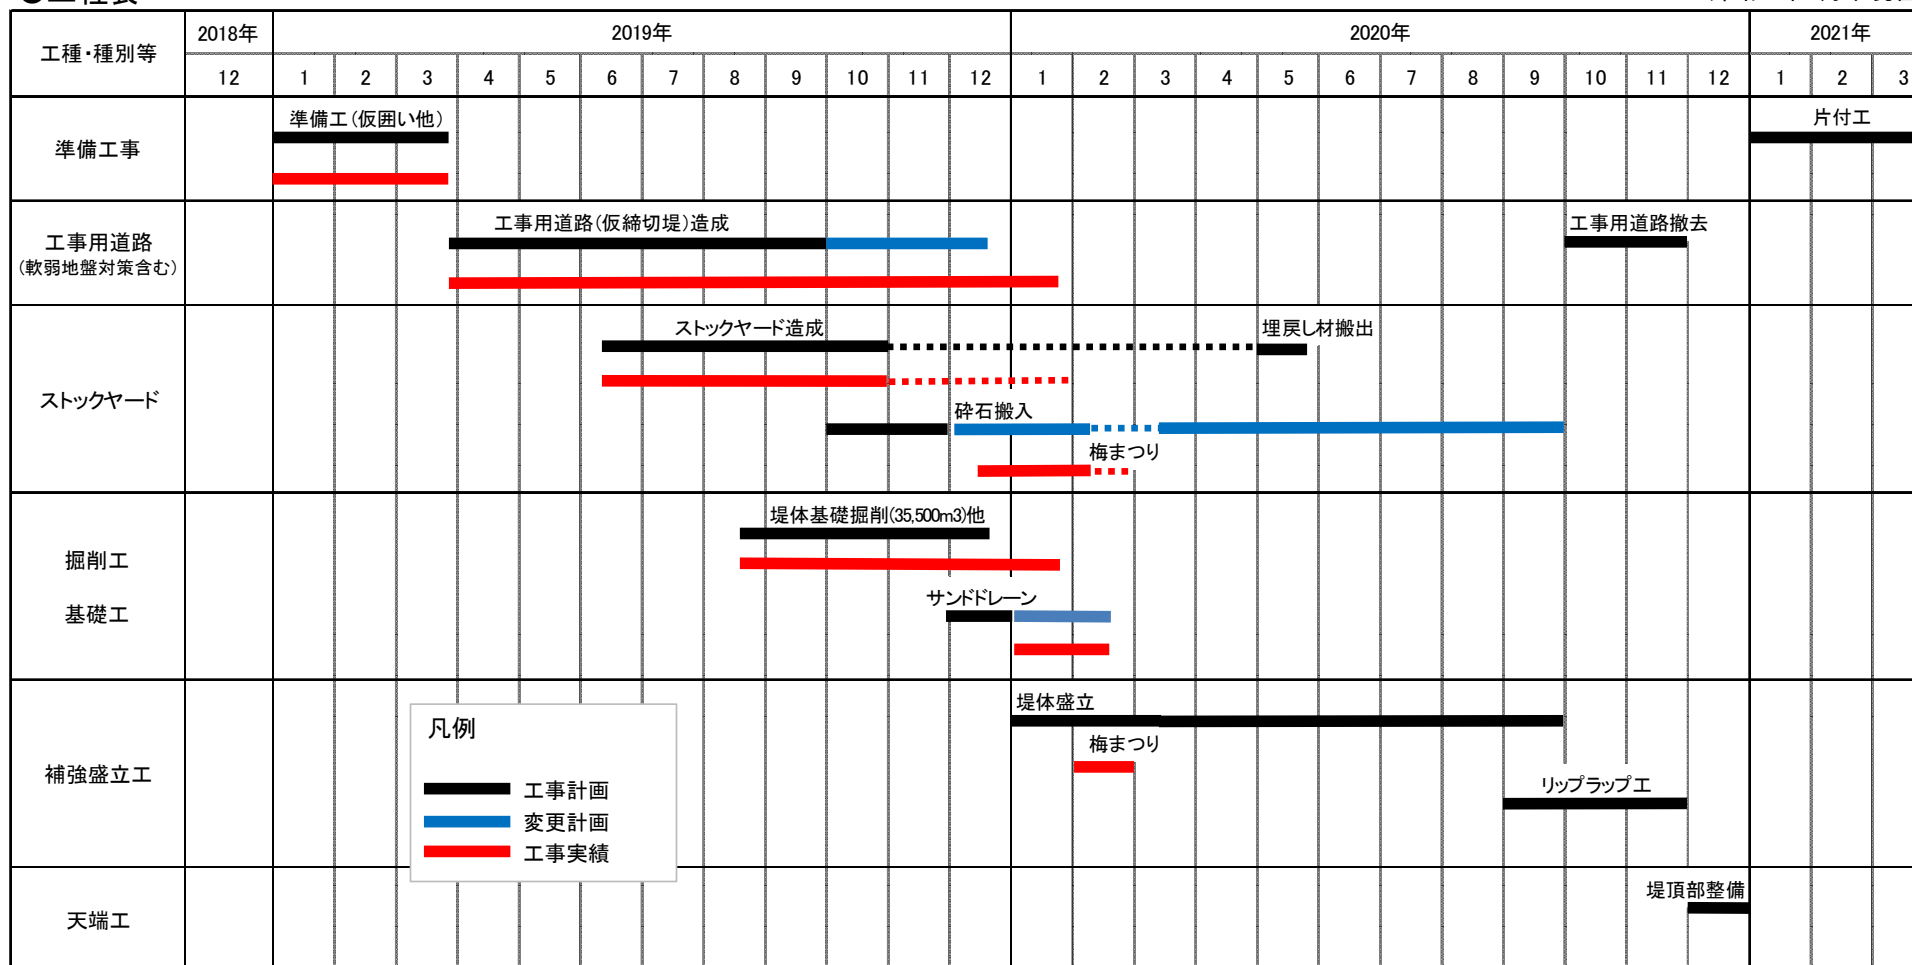 工種・種別等 2018年 2019年 2020年 2021年
12 1 2 3 4 5 6 7 8 9 10 11 12 1 2 3 4 5 6 7 8 9 10 11 12 1 2 3
準備工事
準備工(仮囲い他)
片付工
工事用道路
(軟弱地盤対策含む)
工事用道路(仮締切堤)造成
工事用道路撤去
ストックヤード
ストックヤード造成
埋戻し材搬出
砕石搬入
梅まつり
掘削工
堤体基礎掘削(35,500m3)他
基礎工
サンドドレーン
補強盛立工
堤体盛立
梅まつり
リップラップ工
凡例
工事計画
変更計画
工事実績
天端工
堤頂部整備